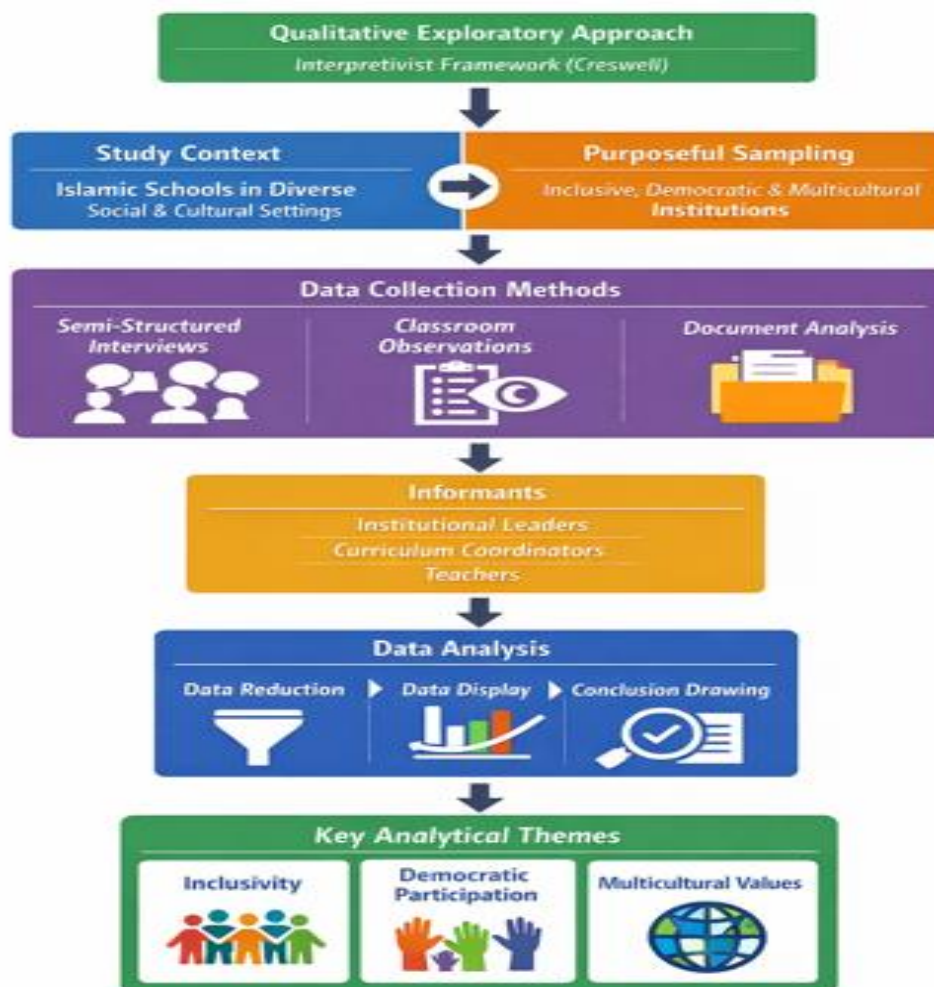 Qualitative Exploratory Approach
Interpretivist Framework (Creswell)
Study Context
Islamic Schools in Diverse
Social & Cultural Settings
Purposeful Sampling
Inclusive, Democratic & Multicultural
Institutions
Data Collection Methods
Semi-Structured
Interviews
Classroom
Observations
Document Analysis
Informants
Institutional Leaders
Curriculum Coordinators
Teachers
Data Analysis
Data Reduction
Data Display
Conclusion Drawing
Key Analytical Themes
Inclusivity
Democratic
Participation
Multicultural Values